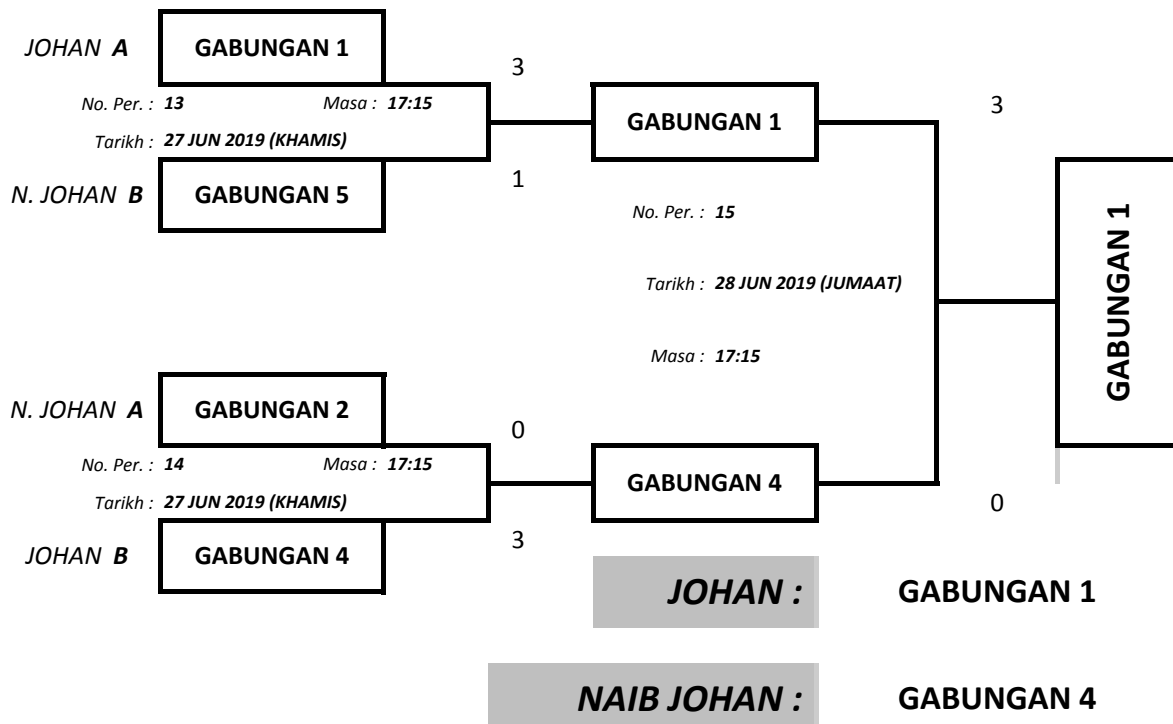 JOHAN A GABUNGAN 1
3
No. Per. : 13 Masa : 17:15
Tarikh : 27 JUN 2019 (KHAMIS)
N. JOHAN B GABUNGAN 5
1
GABUNGAN 1
3
No. Per. : 15
Tarikh : 28 JUN 2019 (JUMAAT)
Masa : 17:15
GABUNGAN 1
N. JOHAN A GABUNGAN 2
0
No. Per. : 14 Masa : 17:15
Tarikh : 27 JUN 2019 (KHAMIS)
JOHAN B GABUNGAN 4
3
GABUNGAN 4
0
JOHAN : GABUNGAN 1
NAIB JOHAN : GABUNGAN 4